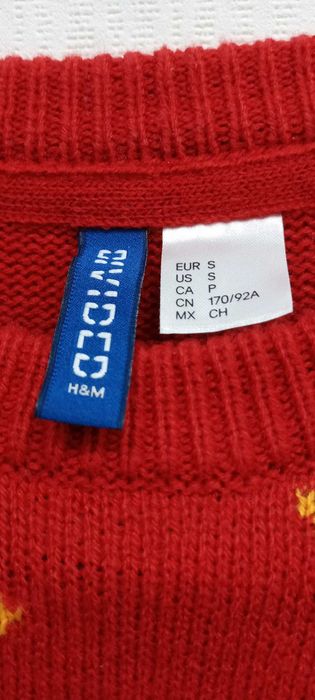 DIVIDED
H&M
EUR S
US S
CA P
CN 170/92A
MX CH